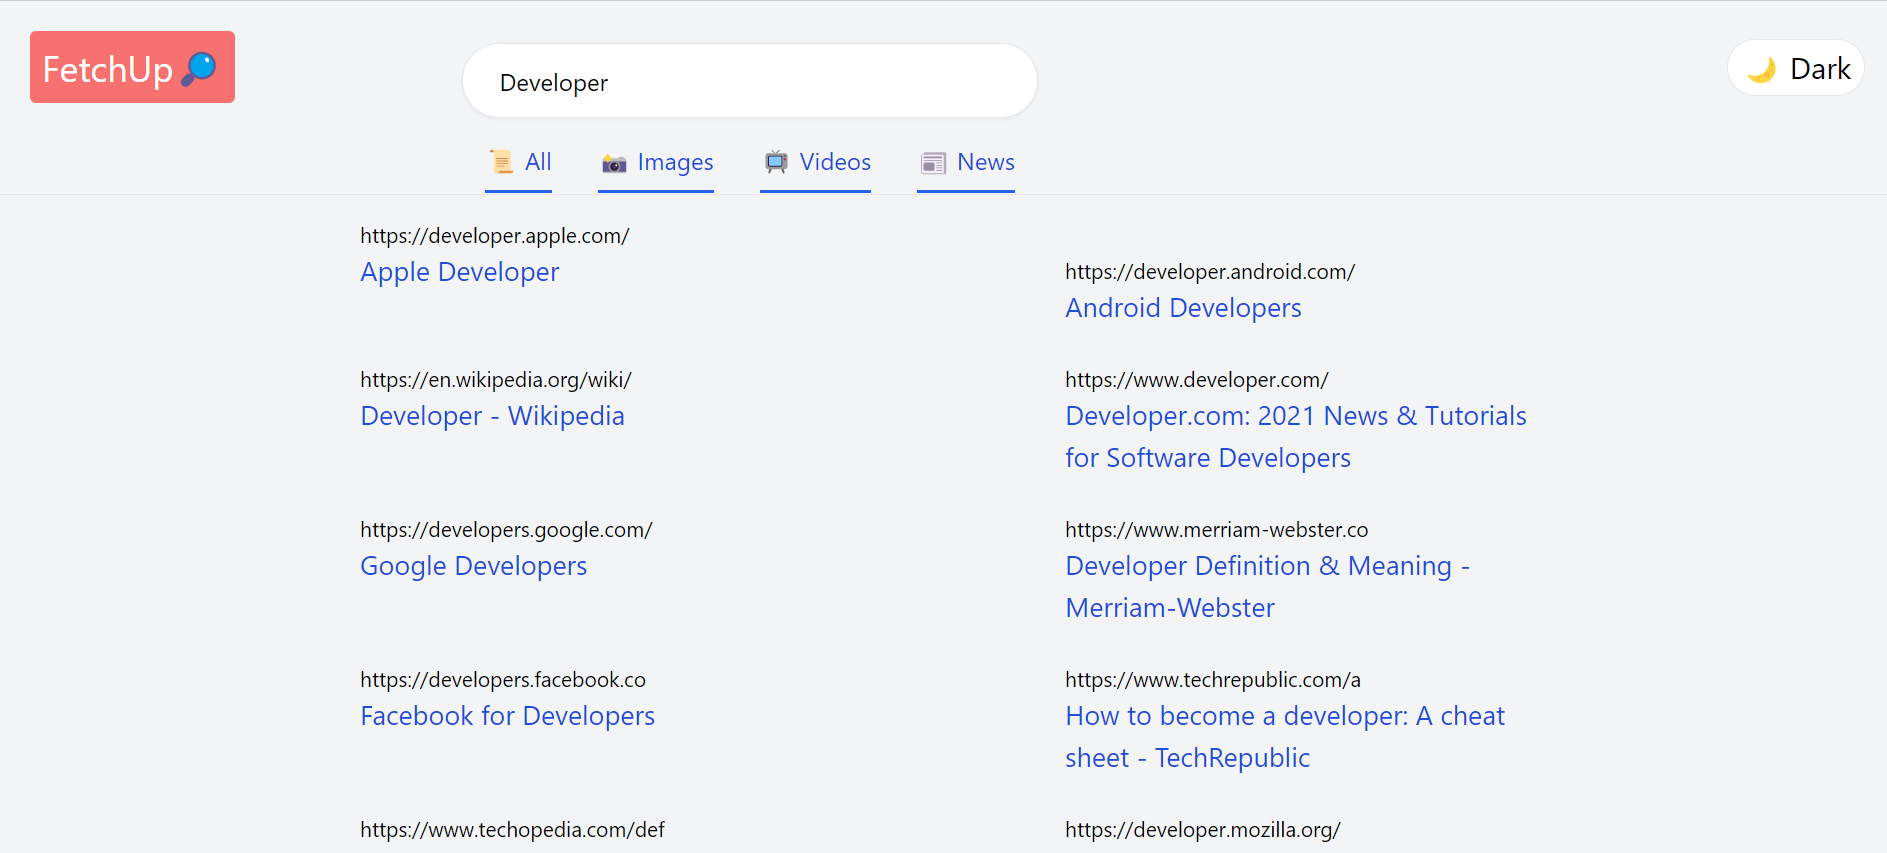 FetchUp
Developer
Dark
All
Images
Videos
News
https://developer.apple.com/
Apple Developer
https://developer.android.com/
Android Developers
https://en.wikipedia.org/wiki/
Developer - Wikipedia
https://www.developer.com/
Developer.com: 2021 News & Tutorials
for Software Developers
https://developers.google.com/
Google Developers
https://www.merriam-webster.co
Developer Definition & Meaning -
Merriam-Webster
https://developers.facebook.co
Facebook for Developers
https://www.techrepublic.com/a
How to become a developer: A cheat
sheet - TechRepublic
https://www.techopedia.com/def
https://developer.mozilla.org/